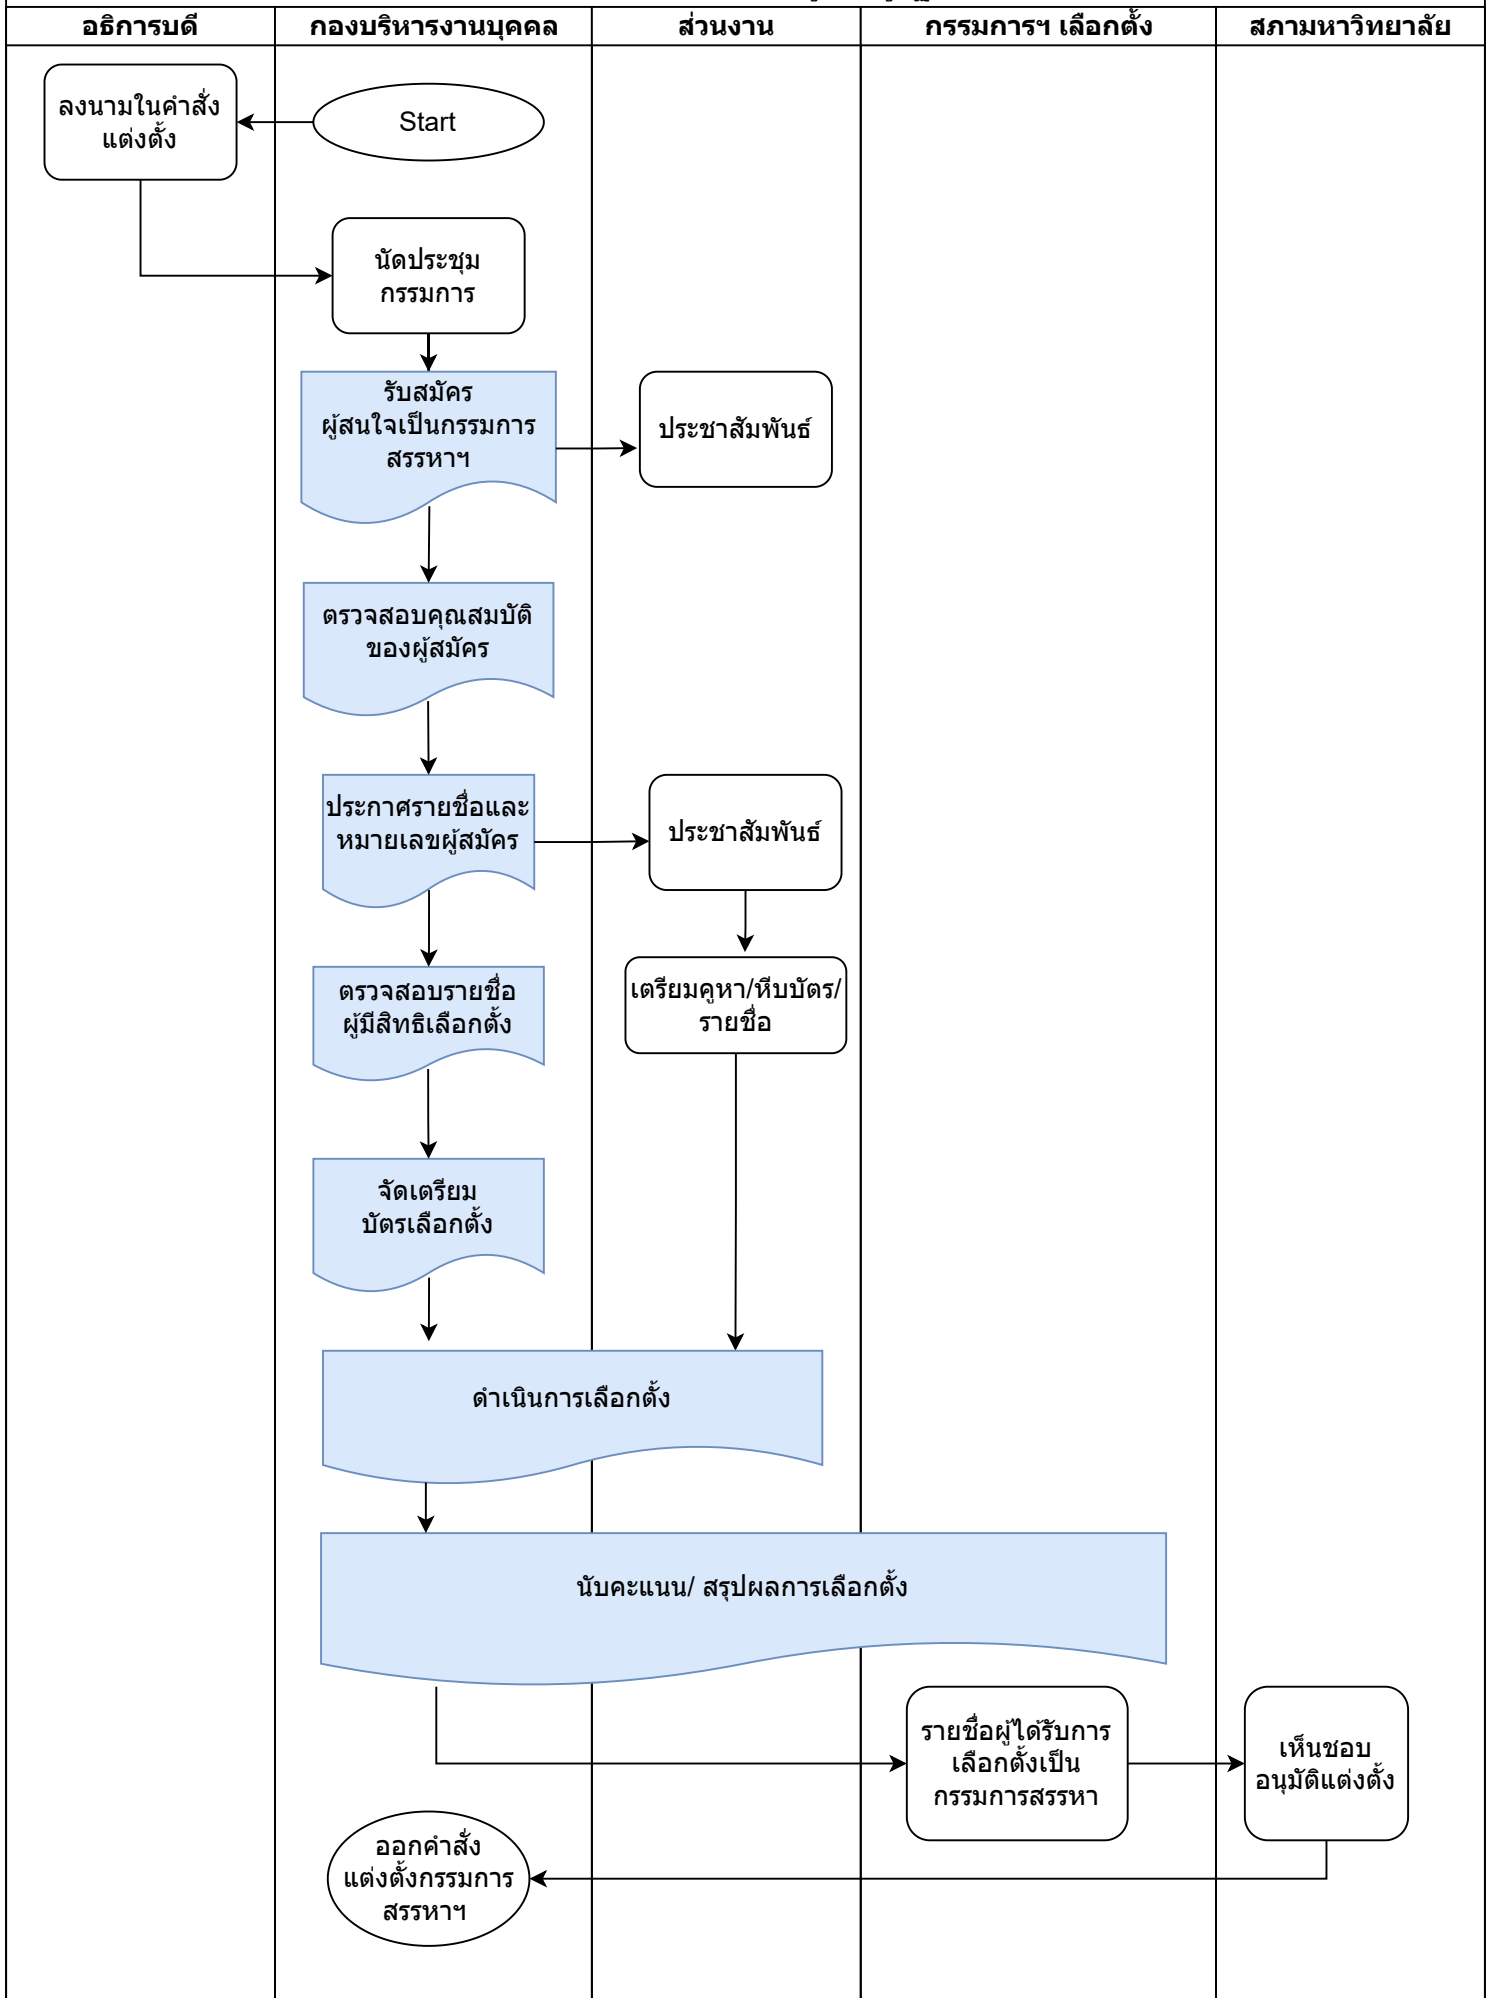 อธิการบดี
กองบริหารงานบุคคล
ส่วนงาน
กรรมการฯ เลือกตั้ง
สภามหาวิทยาลัย
ลงนามในคำสั่ง
แต่งตั้ง
Start
นัดประชุม
กรรมการ
รับสมัคร
ผู้สนใจเป็นกรรมการ
สรรหาฯ
ประชาสัมพันธ์
ตรวจสอบคุณสมบัติ
ของผู้สมัคร
ประกาศรายชื่อและ
หมายเลขผู้สมัคร
ประชาสัมพันธ์
ตรวจสอบรายชื่อ
ผู้มีสิทธิเลือกตั้ง
เตรียมคูหา/หีบบัตร/
รายชื่อ
จัดเตรียม
บัตรเลือกตั้ง
ดำเนินการเลือกตั้ง
นับคะแนน/ สรุปผลการเลือกตั้ง
รายชื่อผู้ได้รับการ
เลือกตั้งเป็น
กรรมการสรรหา
เห็นชอบ
อนุมัติแต่งตั้ง
ออกคำสั่ง
แต่งตั้งกรรมการ
สรรหาฯ